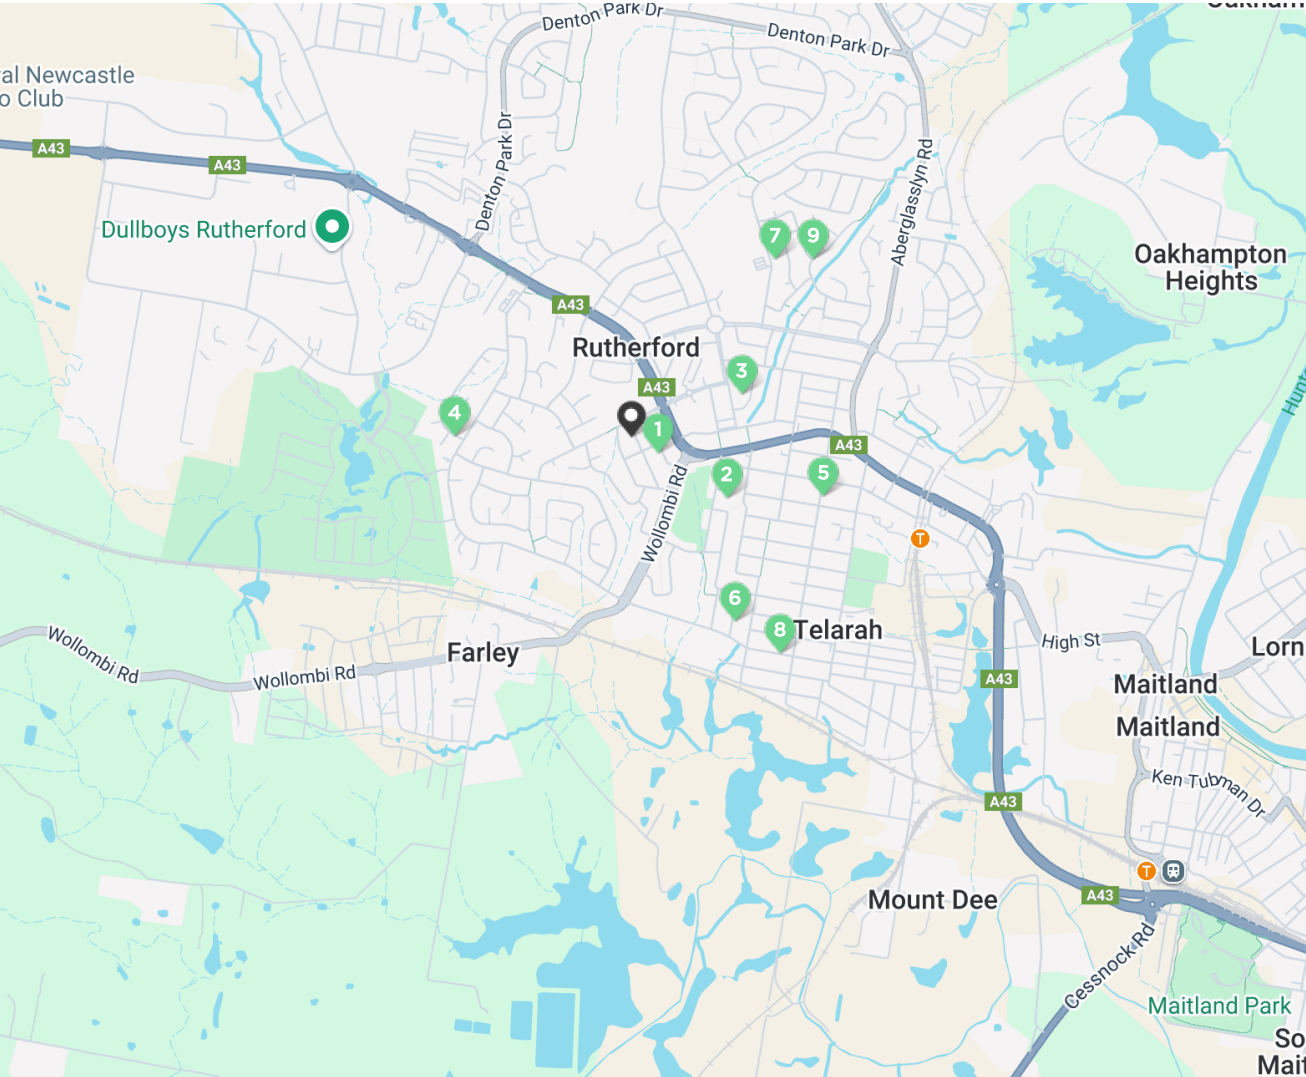 Denton Park Dr
Denton Park Dr
al Newcastle
o Club
A43
A43
Denton Park Dr
Aberglasslyn Rd
Dullboys Rutherford
7
9
Oakhampton
Heights
A43
Rutherford
3
A43
4
1
A43
2
5
Wollombi Rd
T
6
8
Telarah
High St
Wollombi Rd
Wollombi Rd
Farley
Lorn
A43
Maitland
Maitland
Ken Tubman Dr
A43
T
A43
Mount Dee
Cessnock Rd
Maitland Park
So
Mait